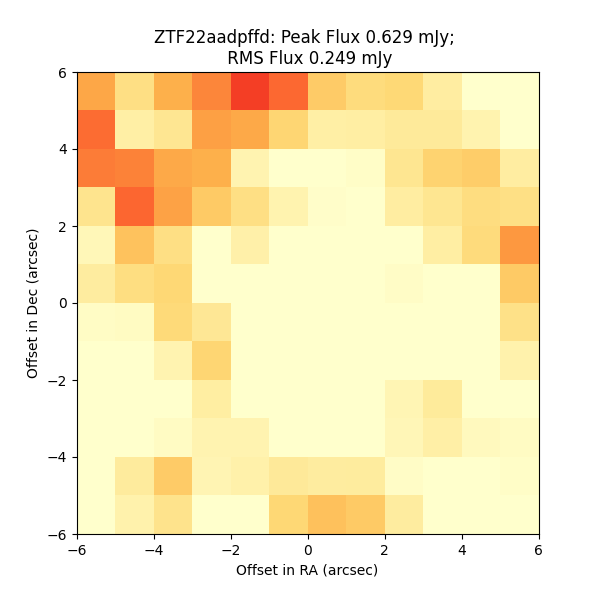 ZTF22aadpffd: Peak Flux 0.629 mJy;
RMS Flux 0.249 mJy
6
4
2
0
−2
−4
−6
Offset in Dec (arcsec)
−6 −4 −2 0 2 4 6
Offset in RA (arcsec)